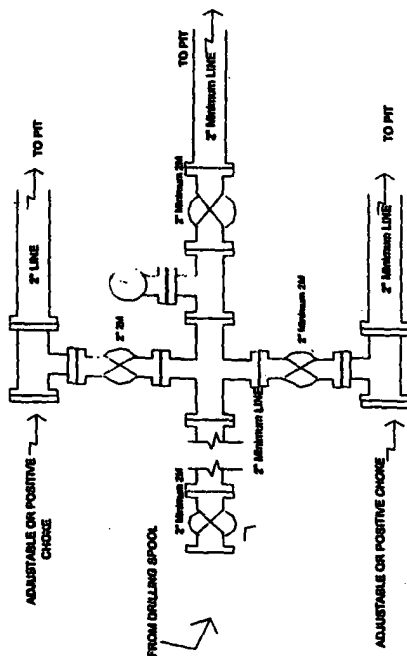 TO PIT
2" LINE
ADJUSTABLE OR POSITIVE
CHOKE
2" 2M
TO PIT
2" Minimum LINE
2" Minimum 2M
2" Minimum 2M
2" Minimum LINE
2" Minimum 2M
FROM DRILLING SPOOL
TO PIT
2" Minimum LINE
ADJUSTABLE OR POSITIVE CHOKE